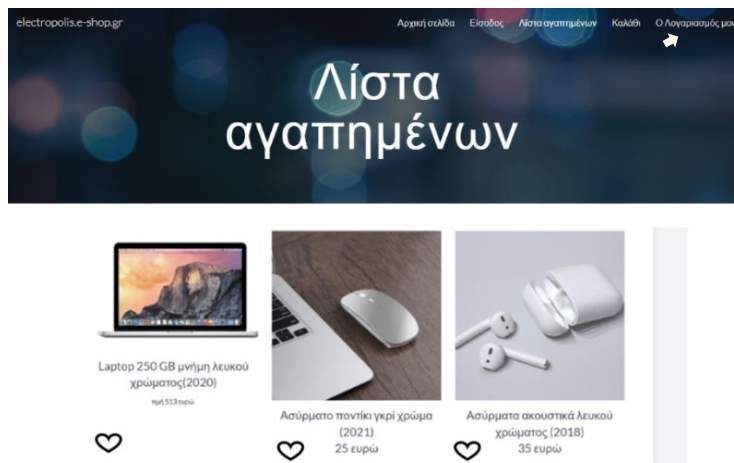 electropolis.e-shop.gr
Αρχική σελίδα Είσοδος Λίστα αγαπημένων Καλάθι Ο Λογαριασμός μου
Λίστα
αγαπημένων
Laptop 250 GB μνήμη λευκού
χρώματος(2020)
τιμή 513 ευρώ
Ασύρματο ποντίκι γκρί χρώμα
(2021)
25 ευρώ
Ασύρματα ακουστικά λευκού
χρώματος (2018)
35 ευρώ